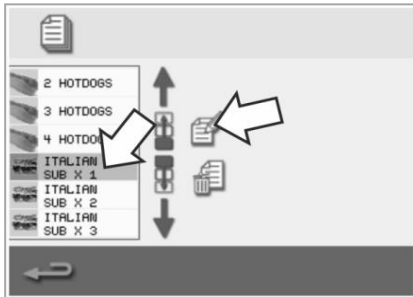 2 HOTDOGS
3 HOTDOGS
4 HOTDO
ITALIAN
SUB X 1
ITALIAN
SUB X 2
ITALIAN
SUB X 3